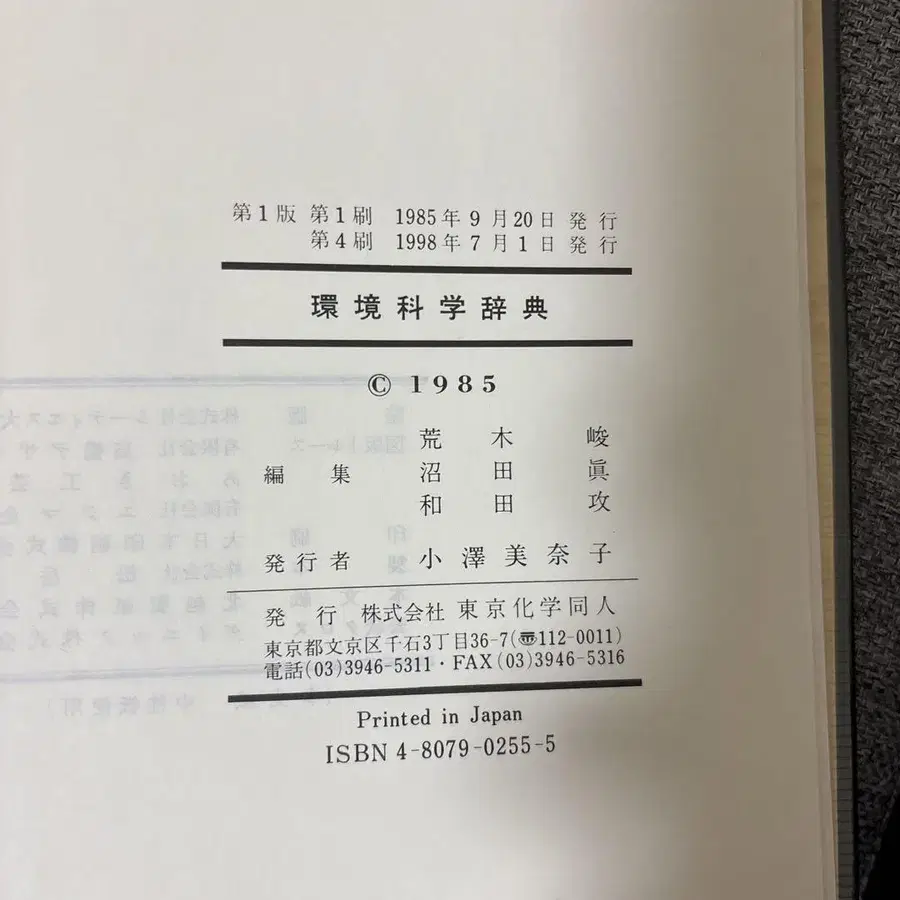 第1版 第1刷 1985年9月20日 発行
第4刷 1998年7月1日 発行
環境科学辞典
© 1985
荒木峻
編集 沼田眞
和田攻
発行者 小澤美奈子
発行 株式会社 東京化学同人
東京都文京区千石3丁目36-7(〠112-0011)
電話(03)3946-5311・FAX(03)3946-5316
Printed in Japan
ISBN 4-8079-0255-5